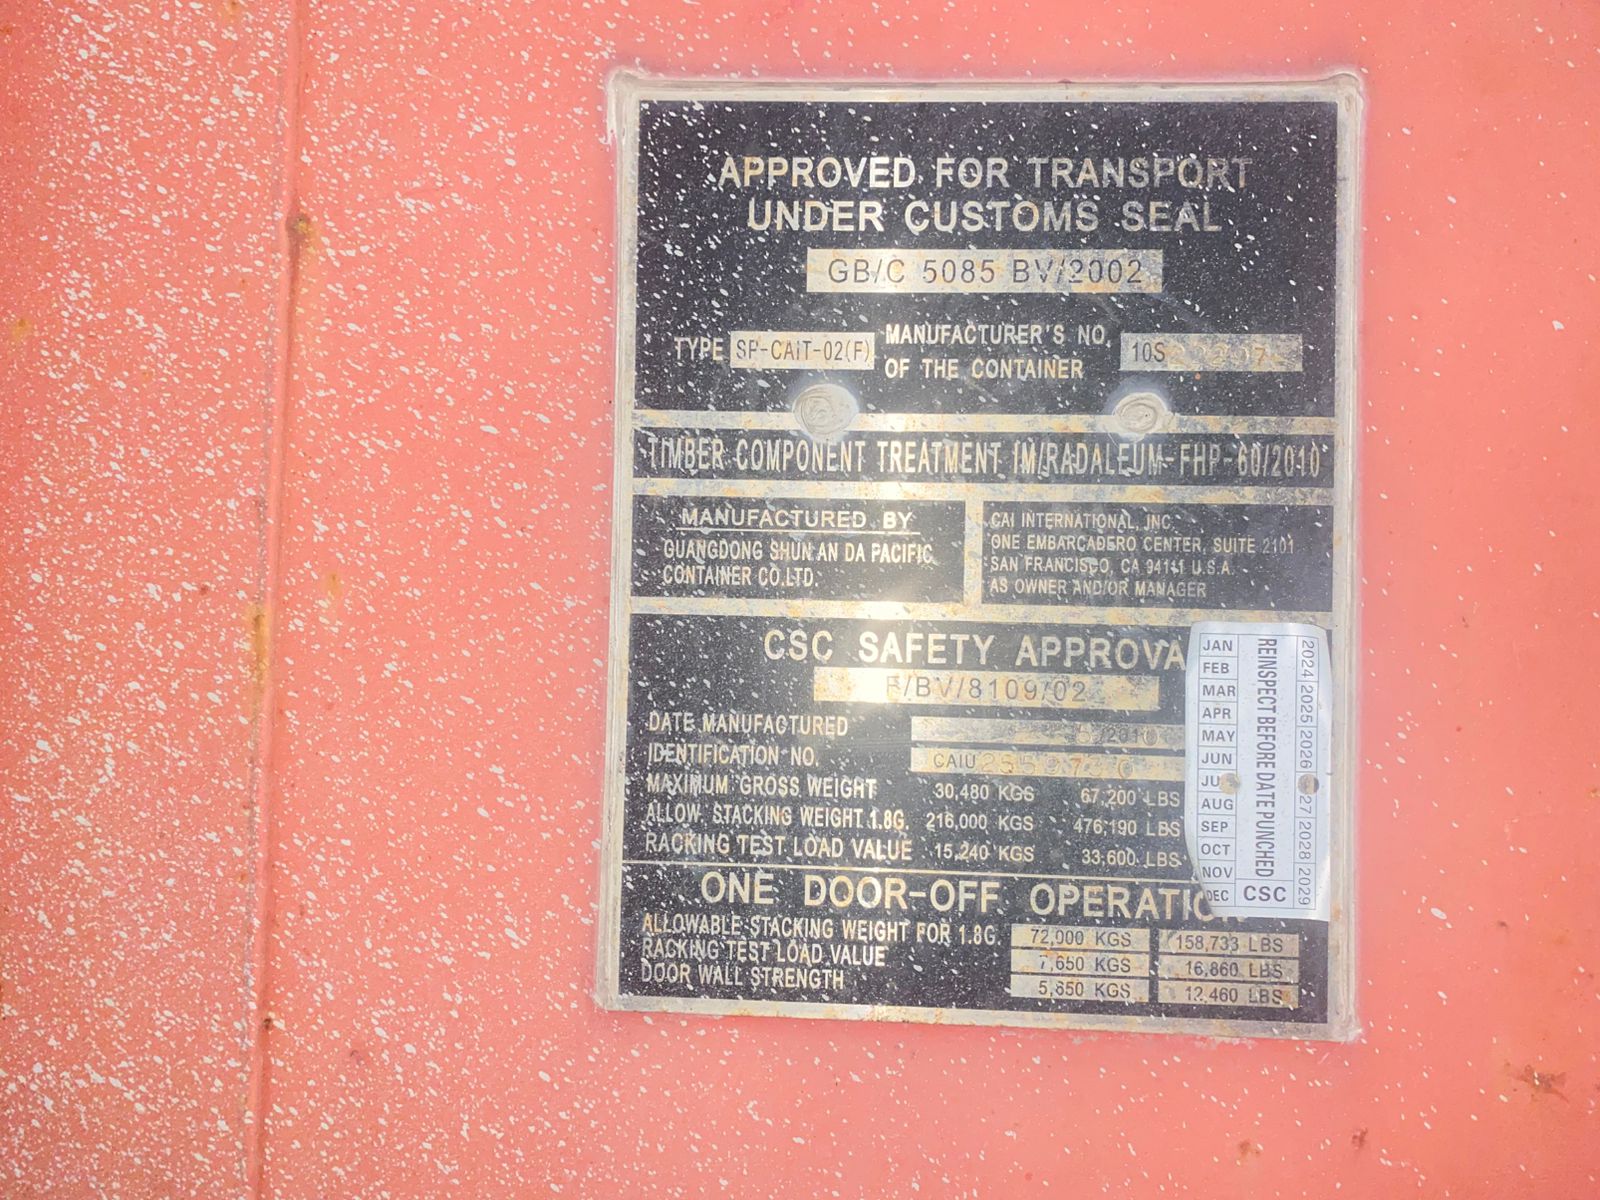 APPROVED FOR TRANSPORT
UNDER CUSTOMS SEAL
GB/C 5085 BV/2002
TYPE SP-CAIT-02(F) MANUFACTURER'S NO.
OF THE CONTAINER 10S
TIMBER COMPONENT TREATMENT IM/RADALEUM-FHP-60/2010
MANUFACTURED BY
GUANGDONG SHUN AN DA PACIFIC
CONTAINER CO.LTD.
CAI INTERNATIONAL, INC.
ONE EMBARCADERO CENTER, SUITE 2101
SAN FRANCISCO, CA 94111 U.S.A.
AS OWNER AND/OR MANAGER
CSC SAFETY APPROVA
F/BV/8109/02
DATE MANUFACTURED /2010
IDENTIFICATION NO. CAIU
MAXIMUM GROSS WEIGHT 30,480 KGS 67,200 LBS
ALLOW. STACKING WEIGHT 1.8G. 216,000 KGS 476,190 LBS
RACKING TEST LOAD VALUE 15,240 KGS 33,600 LBS
ONE DOOR-OFF OPERATIO
ALLOWABLE STACKING WEIGHT FOR 1.8G. 72,000 KGS 158,733 LBS
RACKING TEST LOAD VALUE 7,650 KGS 16,860 LBS
DOOR WALL STRENGTH 5,650 KGS 12,460 LBS
JAN
FEB
MAR
APR
MAY
JUN
JU
AUG
SEP
OCT
NOV
DEC
REINSPECT BEFORE DATE PUNCHED
CSC
2024 2025 2026 27 2028 2029